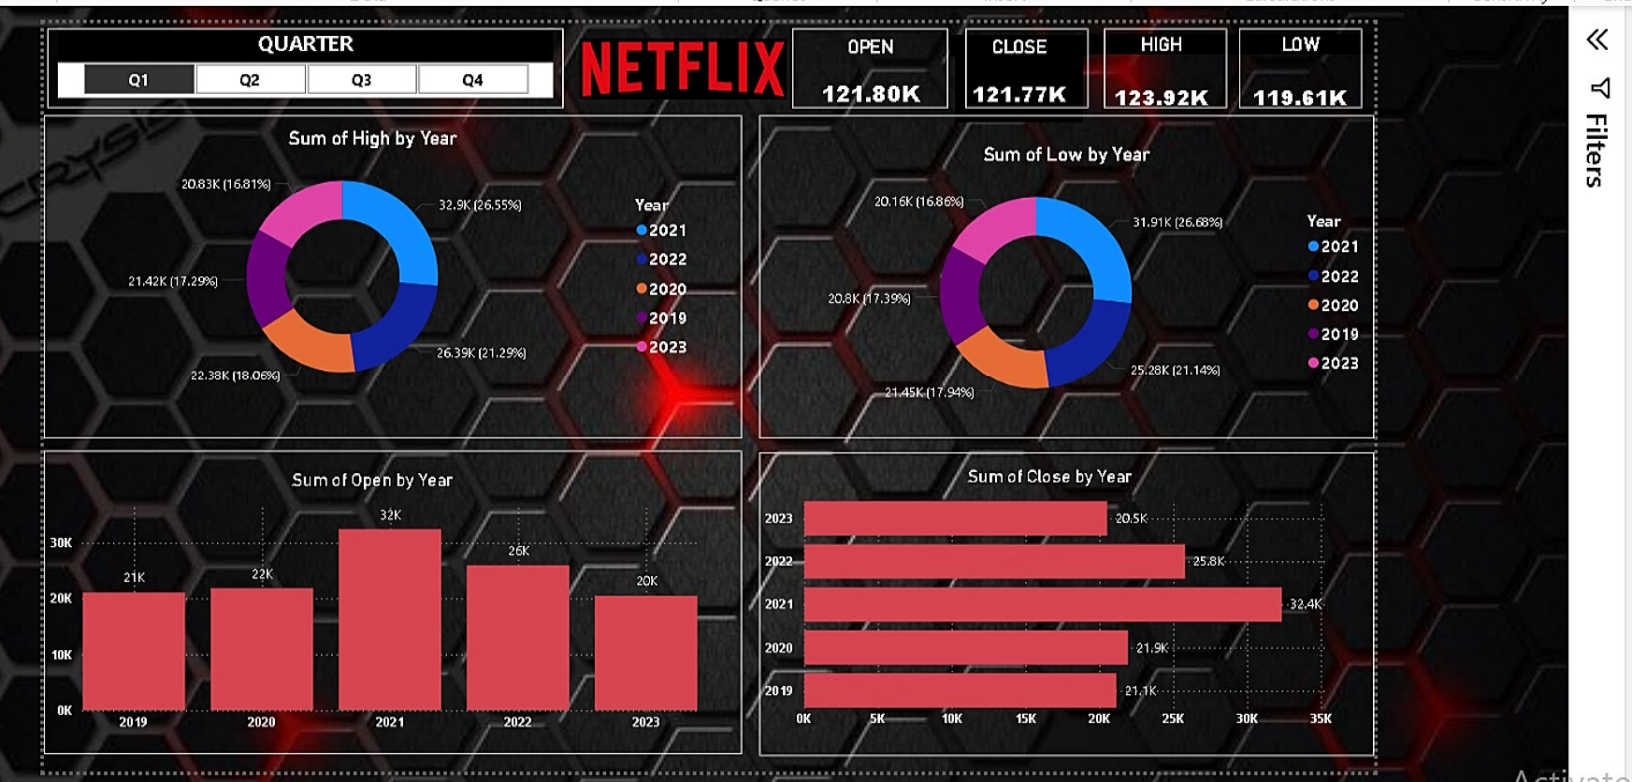 QUARTER
Q1 Q2 Q3 Q4
NETFLIX
OPEN
121.80K
CLOSE
121.77K
HIGH
123.92K
LOW
119.61K
Filters
CRYSIS
Sum of High by Year
20.83K (16.81%)
32.9K (26.55%)
21.42K (17.29%)
26.39K (21.29%)
22.38K (18.06%)
Year
2021
2022
2020
2019
2023
Sum of Low by Year
20.16K (16.86%)
31.91K (26.68%)
20.8K (17.39%)
25.28K (21.14%)
21.45K (17.94%)
Year
2021
2022
2020
2019
2023
Sum of Open by Year
30K
20K
10K
0K
21K
22K
32K
26K
20K
2019 2020 2021 2022 2023
Sum of Close by Year
2023 20.5K
2022 25.8K
2021 32.4K
2020 21.9K
2019 21.1K
0K 5K 10K 15K 20K 25K 30K 35K